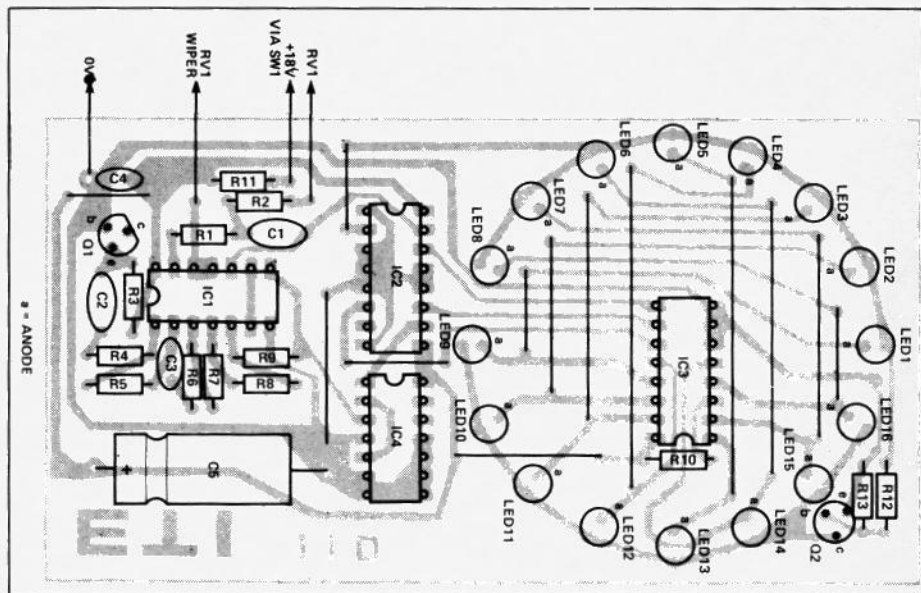 0V
RV1
WIPER
+18V
VIA SW1
RV1
C4
R11
R2
R1
C1
b
c
Q1
e
C2
R3
IC1
IC2
R4
R5
C3
R6
R7
R9
R8
IC4
C5
+
a = ANODE
ETI
LED6
a
LED5
a
LED4
a
LED7
a
LED3
a
LED8
a
LED2
a
LED9
a
LED1
a
IC3
LED10
a
LED16
a
R10
LED15
a
LED11
a
LED12
a
LED13
a
LED14
a
R13
R12
e
b
c
Q2